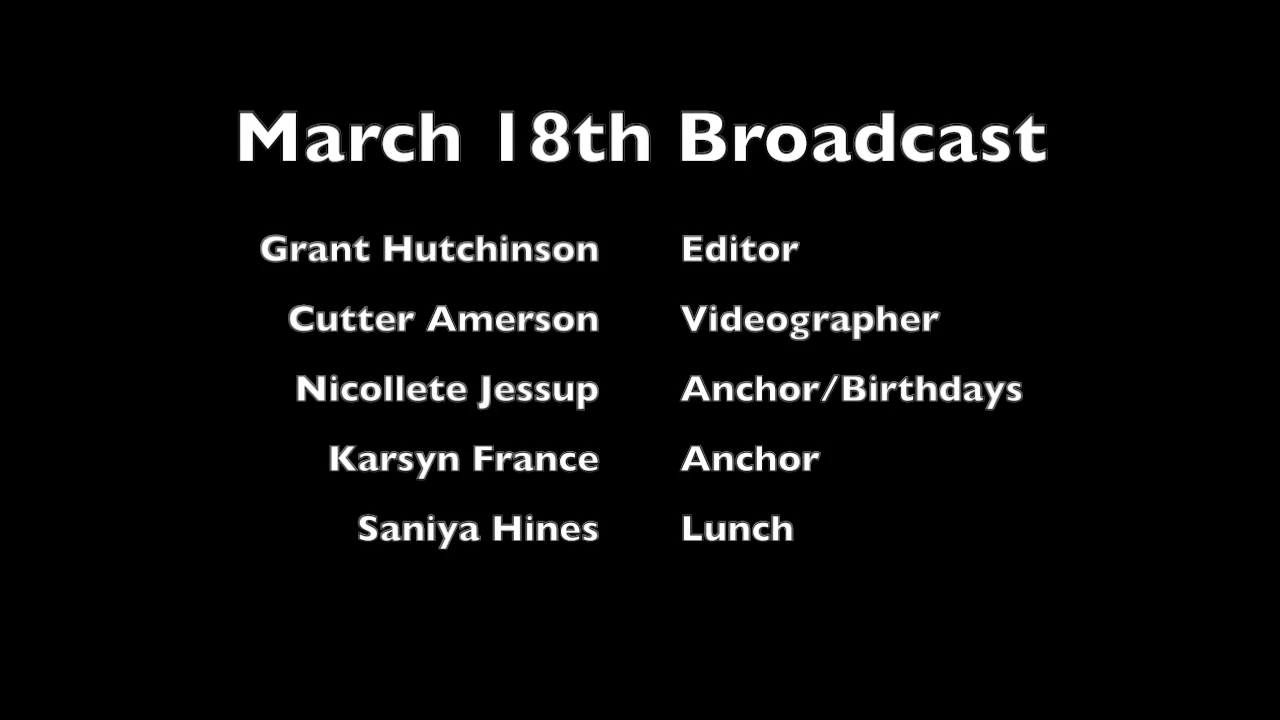 March 18th Broadcast
Grant Hutchinson Editor
Cutter Amerson Videographer
Nicollete Jessup Anchor/Birthdays
Karsyn France Anchor
Saniya Hines Lunch